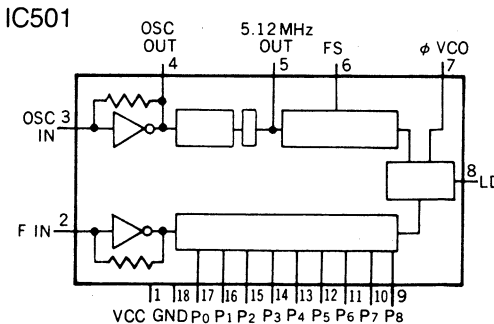 IC501
OSC OUT 5.12MHz OUT FS φ VCO
4 5 6 7
OSC IN 3
8 LD
F IN 2
1 18 17 16 15 14 13 12 11 10 9
VCC GND P0 P1 P2 P3 P4 P5 P6 P7 P8